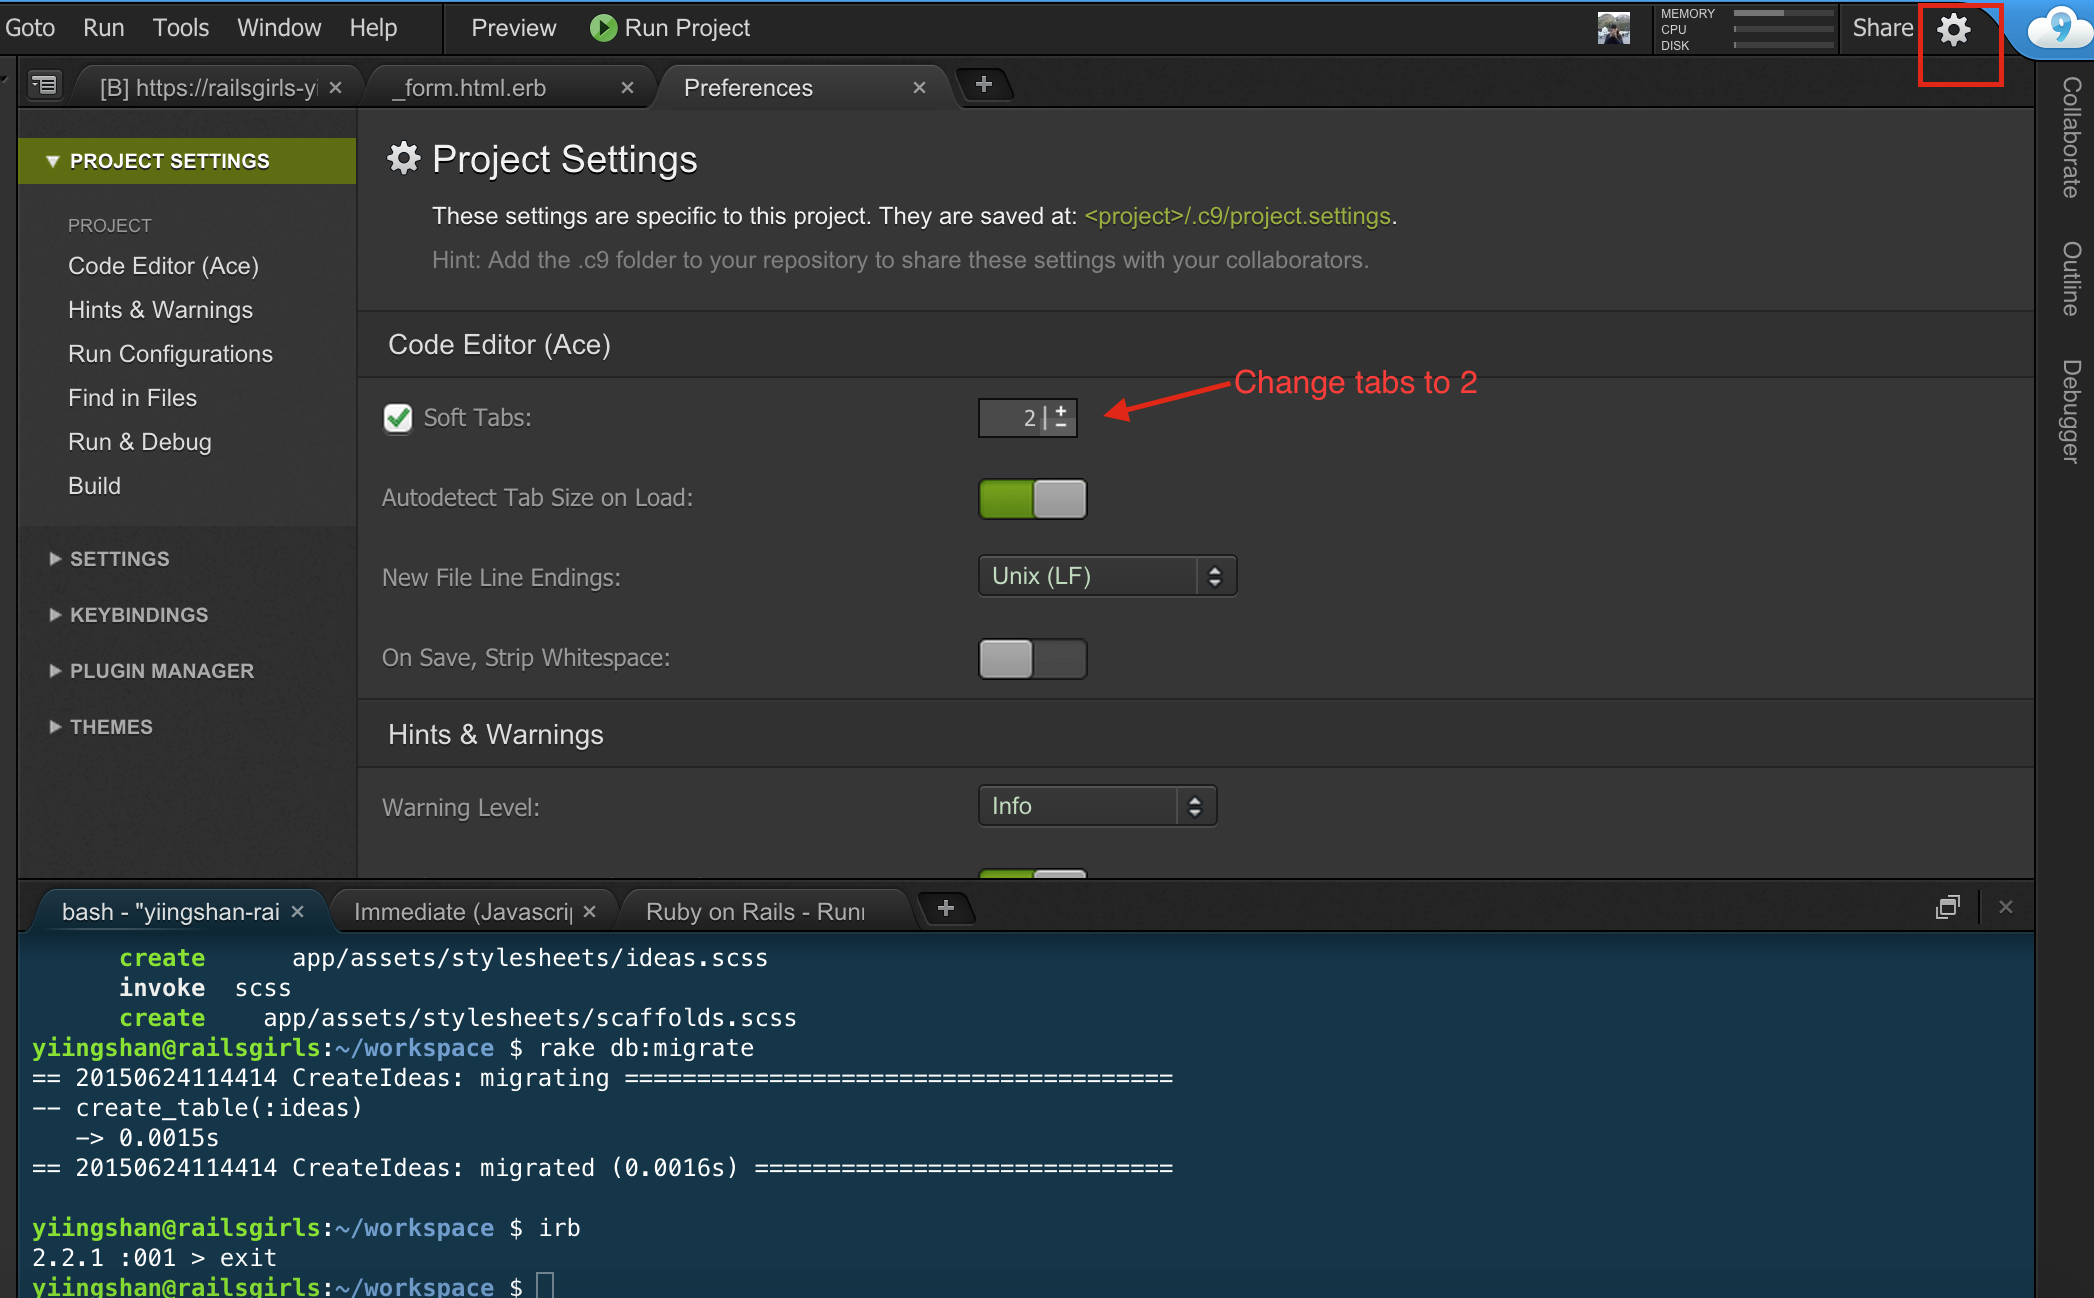 Goto Run Tools Window Help Preview Run Project MEMORY CPU DISK Share 9
[B] https://railsgirls-yi × _form.html.erb × Preferences × +
PROJECT SETTINGS
PROJECT
Code Editor (Ace)
Hints & Warnings
Run Configurations
Find in Files
Run & Debug
Build
SETTINGS
KEYBINDINGS
PLUGIN MANAGER
THEMES
Project Settings
These settings are specific to this project. They are saved at: <project>/.c9/project.settings.
Hint: Add the .c9 folder to your repository to share these settings with your collaborators.
Code Editor (Ace)
Change tabs to 2
Soft Tabs: 2
Autodetect Tab Size on Load:
New File Line Endings: Unix (LF)
On Save, Strip Whitespace:
Hints & Warnings
Warning Level: Info
Collaborate
Outline
Debugger
bash - "yiingshan-rai × Immediate (Javascrip × Ruby on Rails - Runn +
create app/assets/stylesheets/ideas.scss
invoke scss
create app/assets/stylesheets/scaffolds.scss
yiingshan@railsgirls:~/workspace $ rake db:migrate
== 20150624114414 CreateIdeas: migrating ======================================
-- create_table(:ideas)
-> 0.0015s
== 20150624114414 CreateIdeas: migrated (0.0016s) =============================
yiingshan@railsgirls:~/workspace $ irb
2.2.1 :001 > exit
yiingshan@railsgirls:~/workspace $